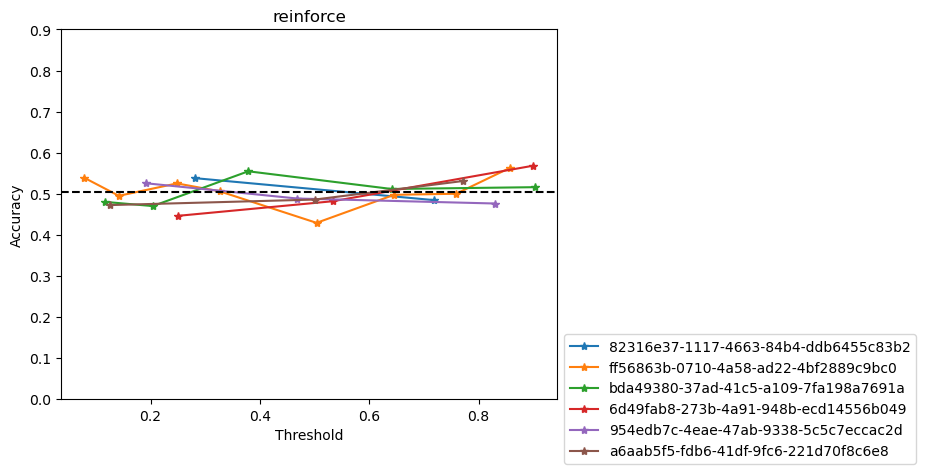 reinforce
0.9
0.8
0.7
0.6
0.5
0.4
0.3
0.2
0.1
0.0
Accuracy
0.2 0.4 0.6 0.8
Threshold
82316e37-1117-4663-84b4-ddb6455c83b2
ff56863b-0710-4a58-ad22-4bf2889c9bc0
bda49380-37ad-41c5-a109-7fa198a7691a
6d49fab8-273b-4a91-948b-ecd14556b049
954edb7c-4eae-47ab-9338-5c5c7eccac2d
a6aab5f5-fdb6-41df-9fc6-221d70f8c6e8